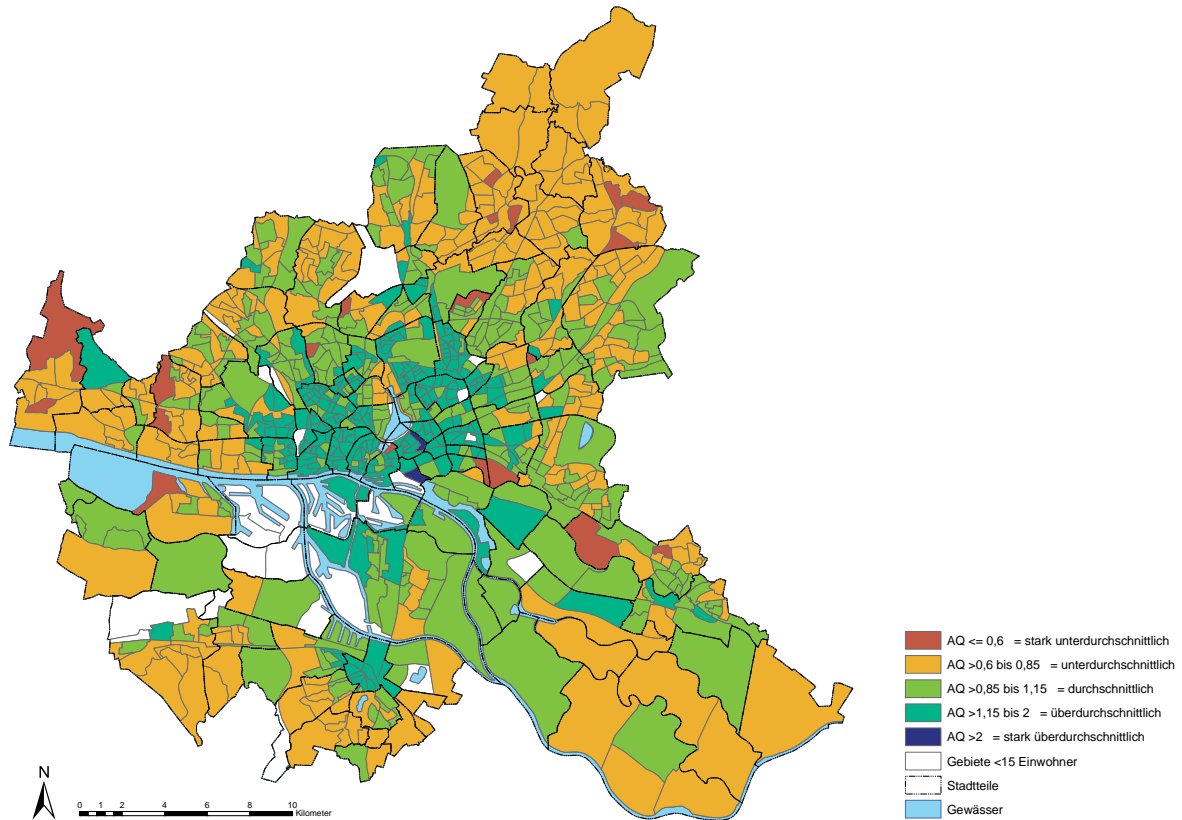 AQ <= 0,6 = stark unterdurchschnittlich
AQ >0,6 bis 0,85 = unterdurchschnittlich
AQ >0,85 bis 1,15 = durchschnittlich
AQ >1,15 bis 2 = überdurchschnittlich
AQ >2 = stark überdurchschnittlich
Gebiete <15 Einwohner
Stadtteile
Gewässer
N
0 1 2 4 6 8 10
Kilometer